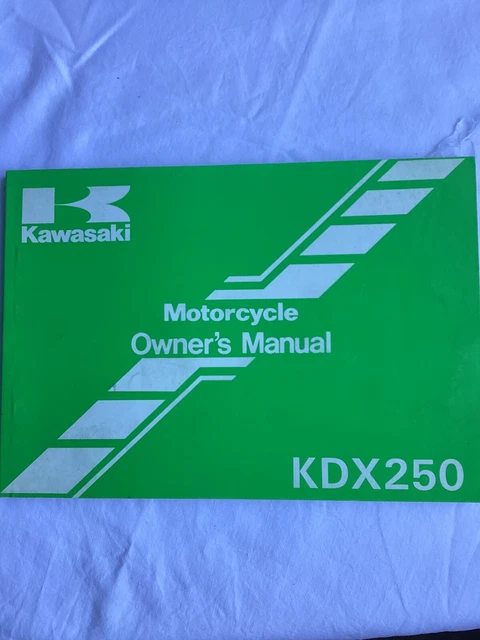 Kawasaki
Motorcycle
Owner's Manual
KDX250